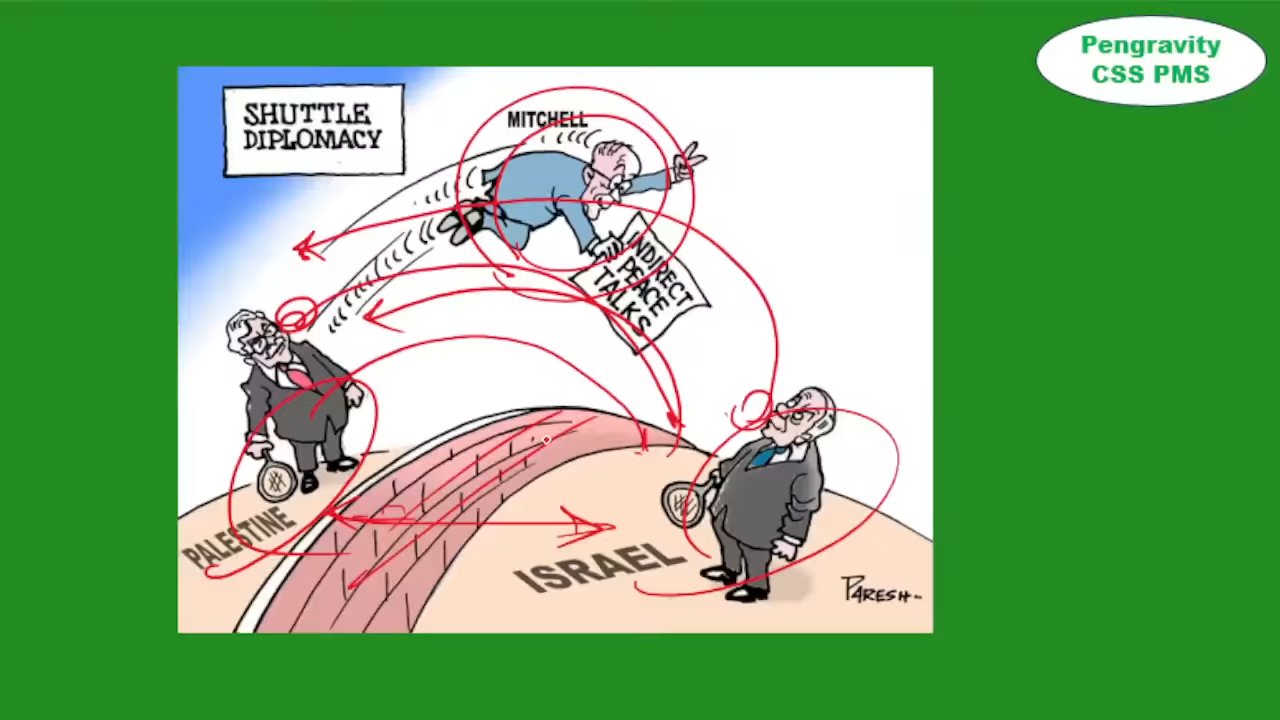 Pengravity
CSS PMS
SHUTTLE
DIPLOMACY
MITCHELL
INDIRECT
PEACE
TALKS
PALESTINE
ISRAEL
PARESH..